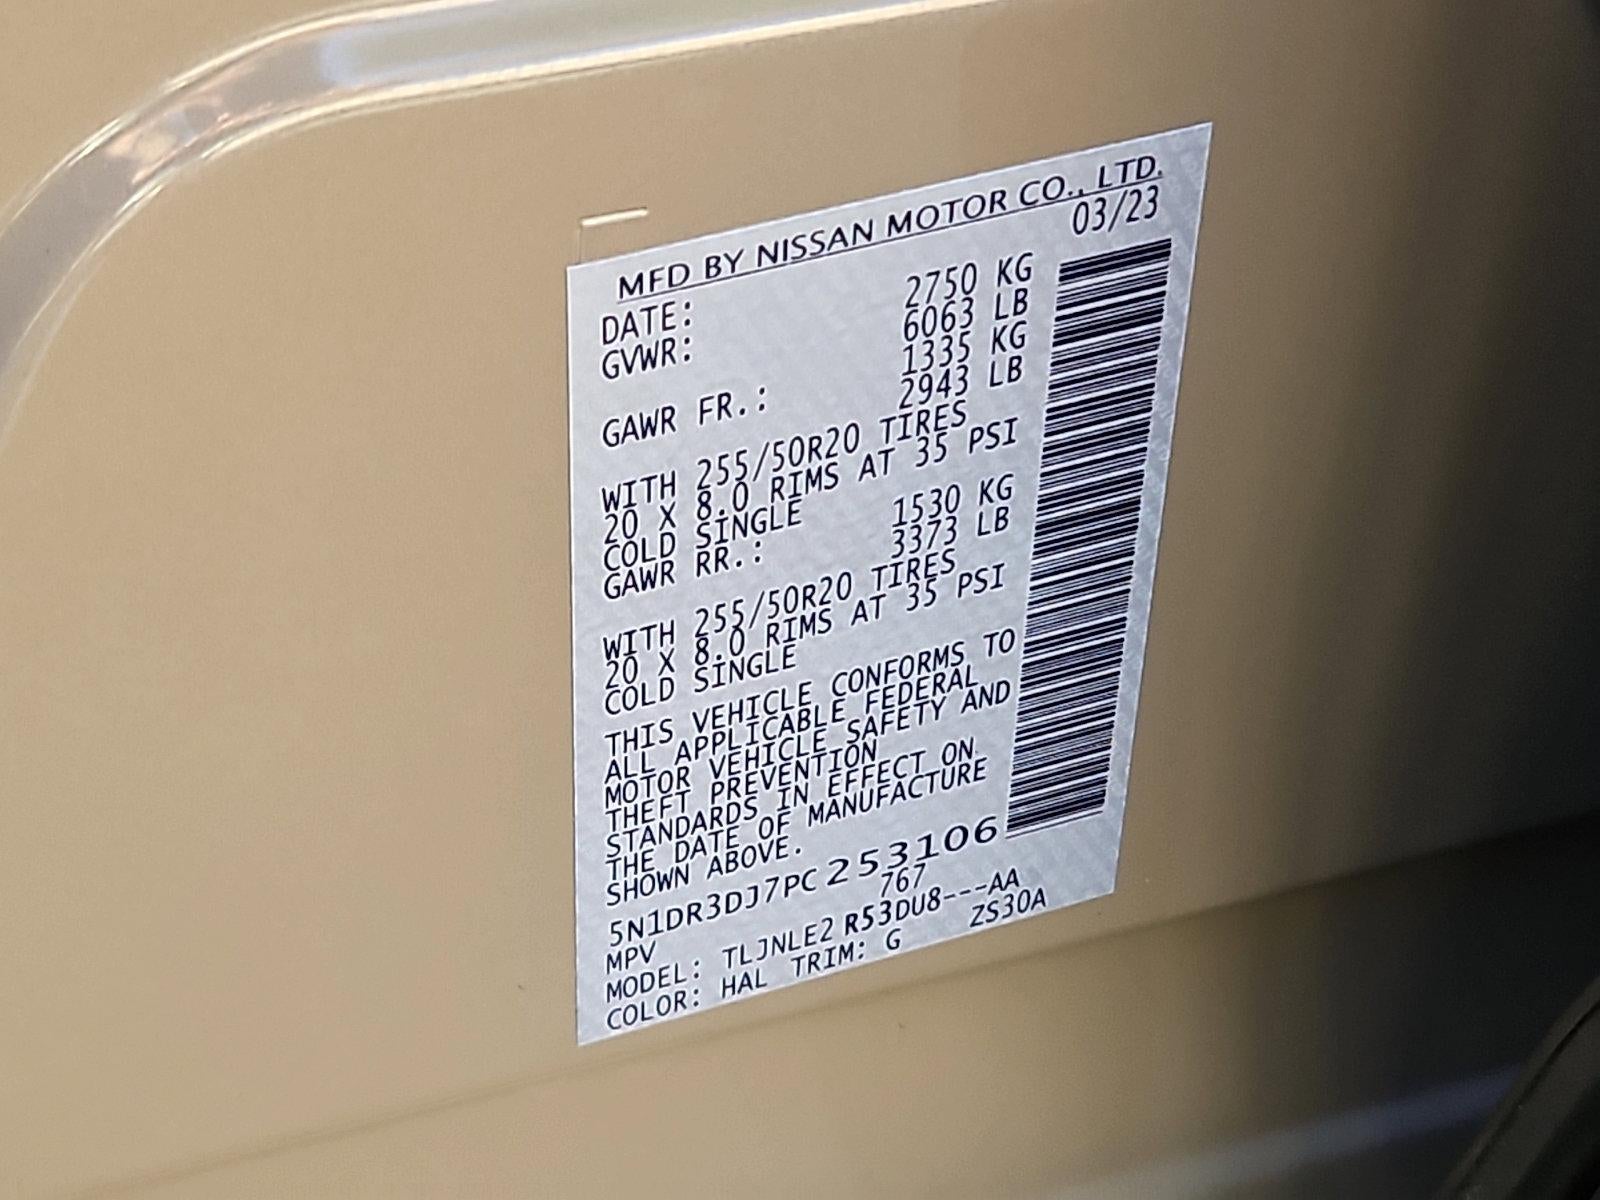 MFD BY NISSAN MOTOR CO., LTD.
DATE: 03/23
GVWR: 2750 KG
6063 LB
GAWR FR.: 1335 KG
2943 LB
WITH 255/50R20 TIRES
20 X 8.0 RIMS AT 35 PSI
COLD SINGLE
GAWR RR.: 1530 KG
3373 LB
WITH 255/50R20 TIRES
20 X 8.0 RIMS AT 35 PSI
COLD SINGLE
THIS VEHICLE CONFORMS TO
ALL APPLICABLE FEDERAL
MOTOR VEHICLE SAFETY AND
THEFT PREVENTION
STANDARDS IN EFFECT ON
THE DATE OF MANUFACTURE
SHOWN ABOVE.
5N1DR3DJ7PC253106
MPV 767
MODEL: TLJNLE2 R53DU8---AA
COLOR: HAL TRIM: G ZS30A